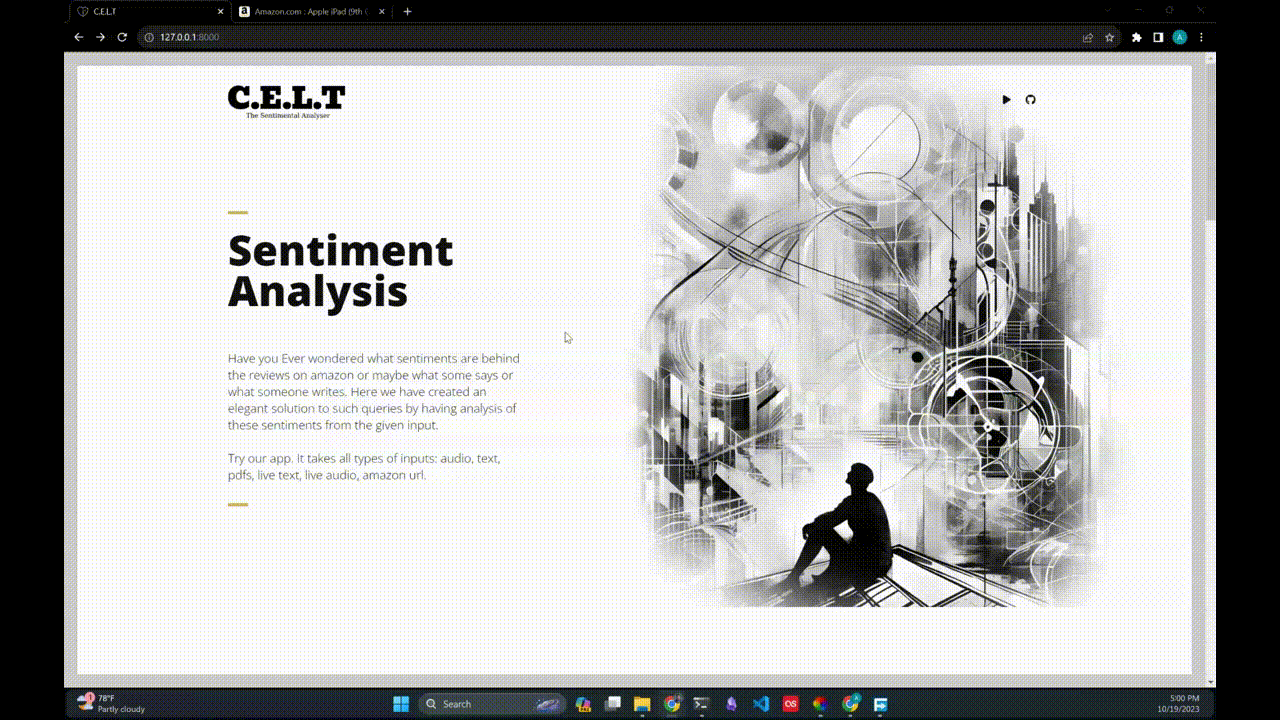 C.E.L.T
Amazon.com : Apple iPad (9th
127.0.0.1:8000
A
C.E.L.T
The Sentimental Analyser
Sentiment
Analysis
Have you Ever wondered what sentiments are behind
the reviews on amazon or maybe what some says or
what someone writes. Here we have created an
elegant solution to such queries by having analysis of
these sentiments from the given input.
Try our app. It takes all types of inputs: audio, text,
pdfs, live text, live audio, amazon url.
1
78°F
Partly cloudy
Search
5:00 PM
10/19/2023